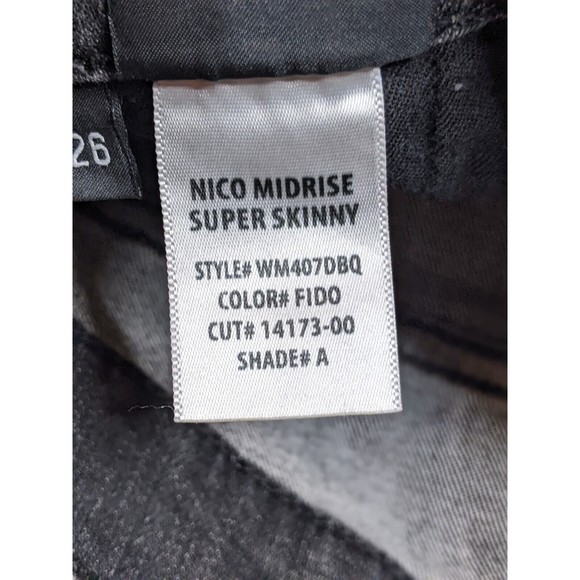 26
NICO MIDRISE
SUPER SKINNY
STYLE# WM407DBQ
COLOR# FIDO
CUT# 14173-00
SHADE# A